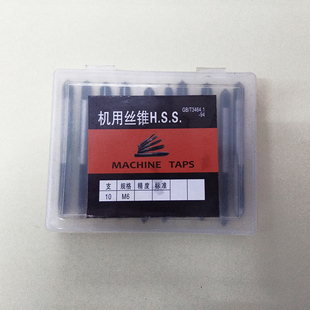 机用丝锥H.S.S.
GB/T3464.1
-94
MACHINE TAPS
支 规格 精度 标准
10 M6